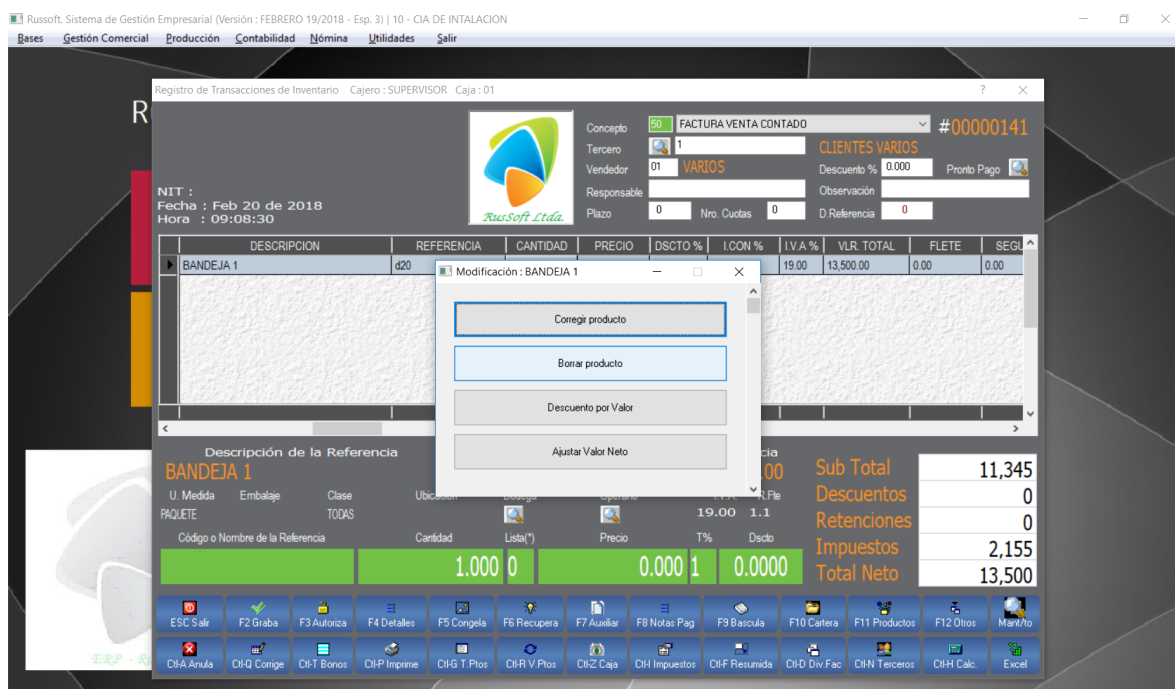 Russoft. Sistema de Gestión Empresarial (Versión : FEBRERO 19/2018 - Esp. 3) | 10 - CIA DE INTALACION
Bases Gestión Comercial Producción Contabilidad Nómina Utilidades Salir
Registro de Transacciones de Inventario Cajero : SUPERVISOR Caja : 01
R
RusSoft Ltda.
NIT :
Fecha : Feb 20 de 2018
Hora : 09:08:30
Concepto 50 FACTURA VENTA CONTADO #00000141
Tercero 1 CLIENTES VARIOS
Vendedor 01 VARIOS Descuento % 0.000 Pronto Pago
Responsable Observación
Plazo 0 Nro. Cuotas 0 D.Referencia 0
DESCRIPCION REFERENCIA CANTIDAD PRECIO DSCTO % I.CON % I.V.A % VLR. TOTAL FLETE SEGU
BANDEJA 1 d20 19.00 13,500.00 0.00 0.00
Modificación : BANDEJA 1
Corregir producto
Borrar producto
Descuento por Valor
Ajustar Valor Neto
Descripción de la Referencia
BANDEJA 1
U. Medida Embalaje Clase
PAQUETE TODAS 19.00 1.1
Código o Nombre de la Referencia Cantidad Lista(*) Precio T% Dscto
1.000 0 0.000 1 0.0000
Sub Total 11,345
Descuentos 0
Retenciones 0
Impuestos 2,155
Total Neto 13,500
ESC Salir F2 Graba F3 Autoriza F4 Detalles F5 Congela F6 Recupera F7 Auxiliar F8 Notas Pag F9 Bascula F10 Cartera F11 Productos F12 Otros Mant/to
Ctl-A Anula Ctl-Q Corrige Ctl-T Bonos Ctl-P Imprime Ctl-G T.Ptos Ctl-R V.Ptos Ctl-Z Caja Ctl-I Impuestos Ctl-F Resumida Ctl-D Div.Fac Ctl-N Terceros Ctl-H Calc. Excel